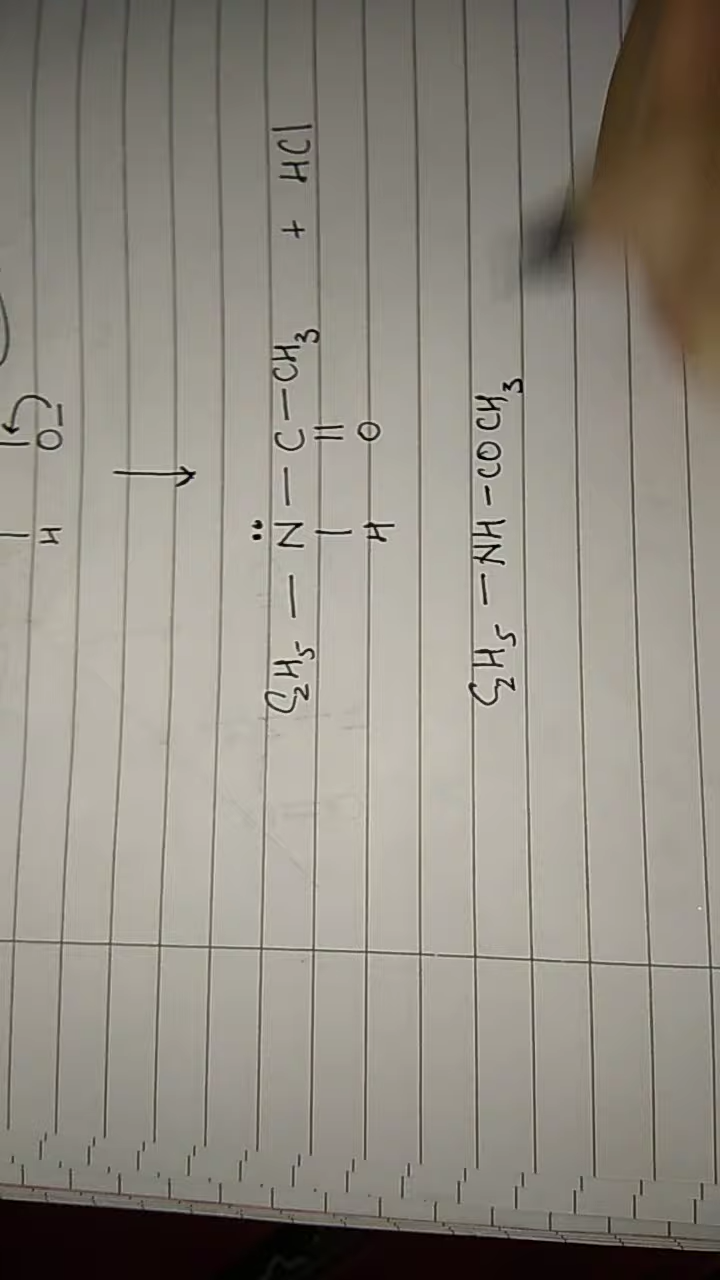 | |
H O–
↓
C2H5 — N̈ — C — CH3 + HCl
| ||
H O
C2H5 — NH — COCH3